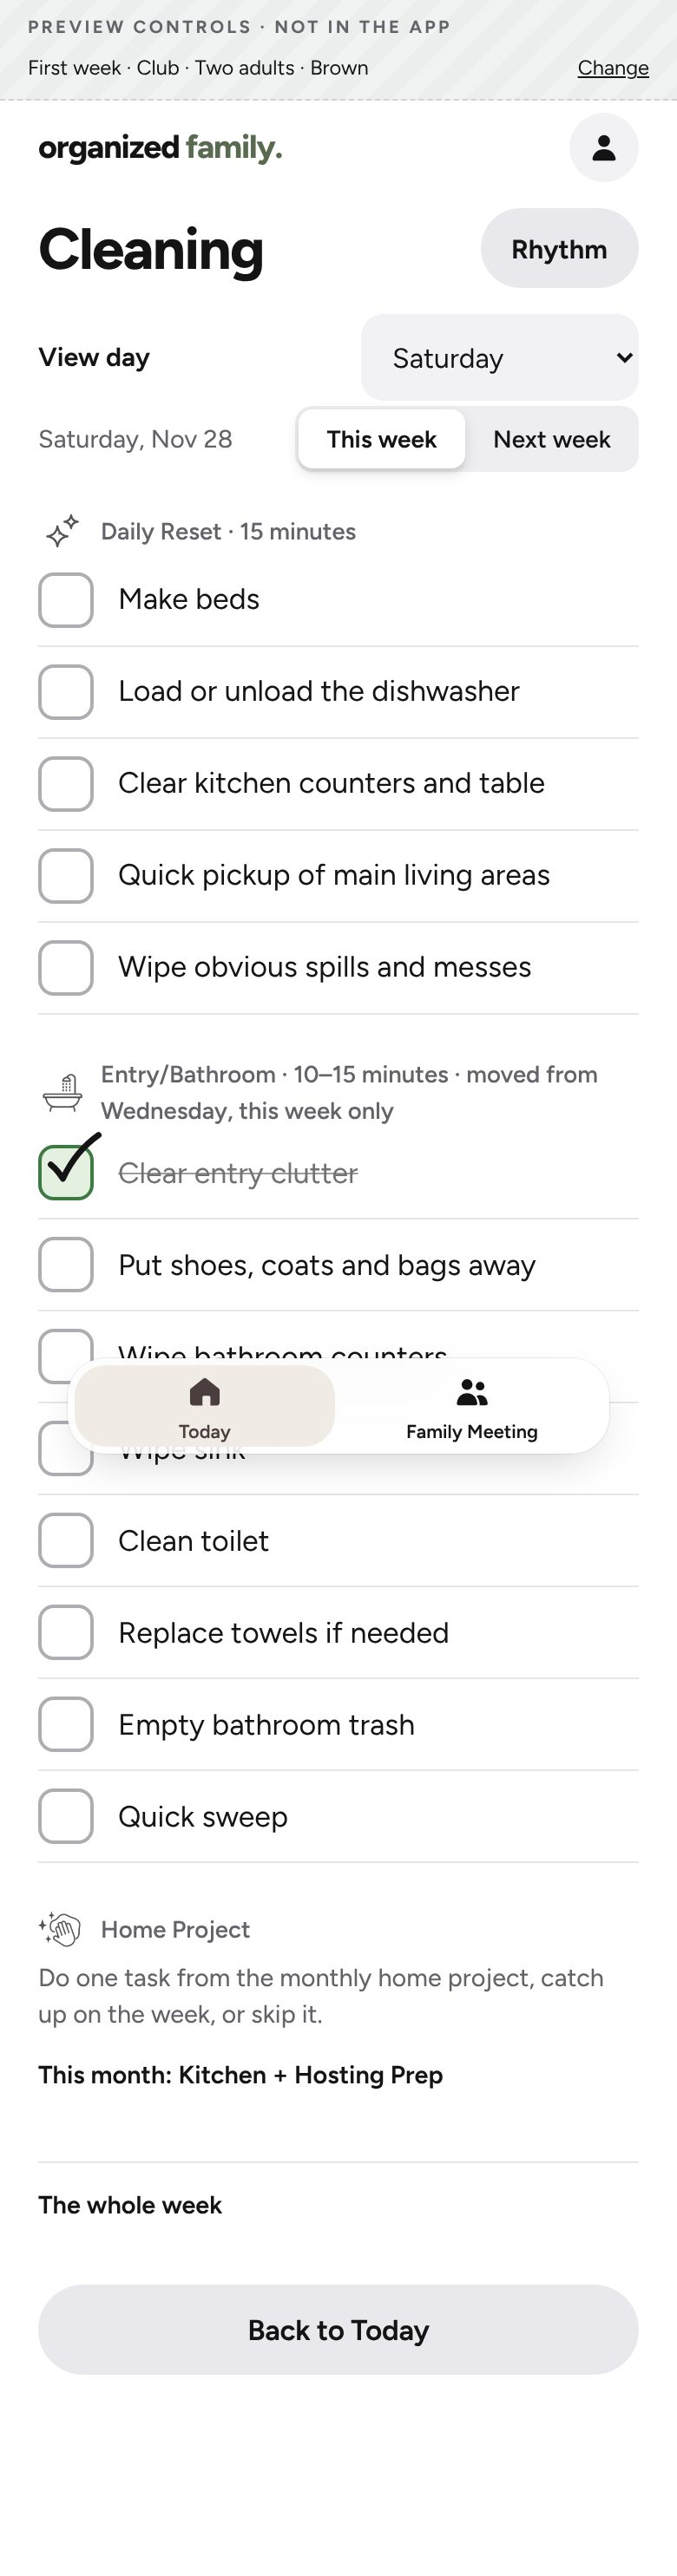 PREVIEW CONTROLS · NOT IN THE APP
First week · Club · Two adults · Brown
Change
organized family.
Cleaning
Rhythm
View day
Saturday
Saturday, Nov 28
This week
Next week
Daily Reset · 15 minutes
Make beds
Load or unload the dishwasher
Clear kitchen counters and table
Quick pickup of main living areas
Wipe obvious spills and messes
Entry/Bathroom · 10–15 minutes · moved from
Wednesday, this week only
Clear entry clutter
Put shoes, coats and bags away
Wipe bathroom counters
Today
Family Meeting
Wipe sink
Clean toilet
Replace towels if needed
Empty bathroom trash
Quick sweep
Home Project
Do one task from the monthly home project, catch
up on the week, or skip it.
This month: Kitchen + Hosting Prep
The whole week
Back to Today